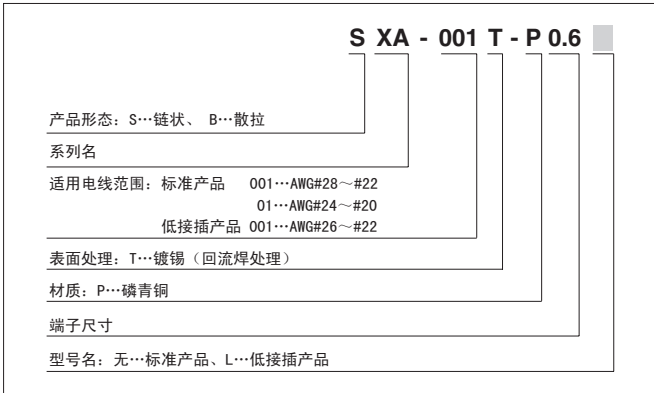 S XA - 001 T - P 0.6
产品形态：S…链状、 B…散拉
系列名
适用电线范围：标准产品 001…AWG#28～#22
01…AWG#24～#20
低接插产品 001…AWG#26～#22
表面处理：T…镀锡（回流焊处理）
材质：P…磷青铜
端子尺寸
型号名：无…标准产品、L…低接插产品